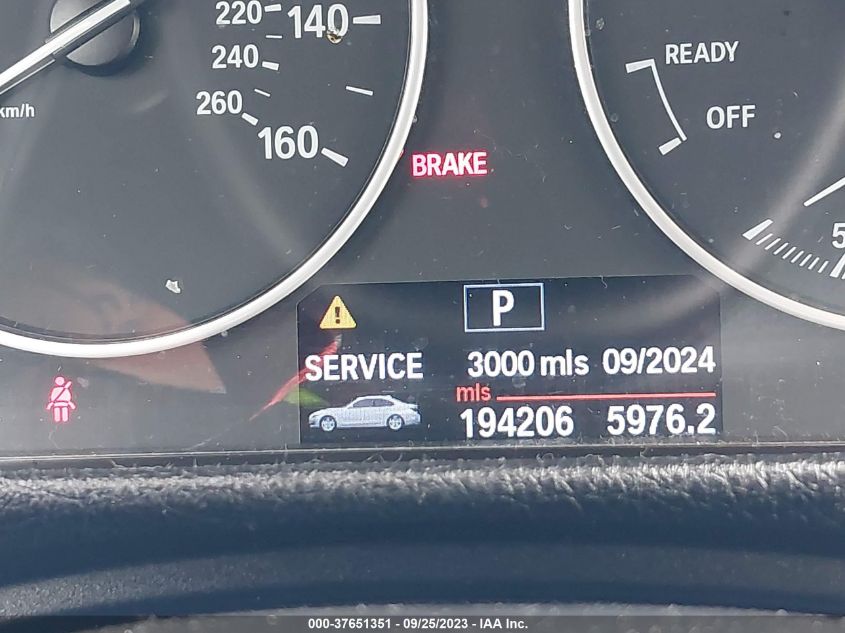 220 140
240
km/h 260
160
BRAKE
READY
OFF
5
P
SERVICE 3000 mls 09/2024
mls
194206 5976.2
000-37651351 - 09/25/2023 - IAA Inc.